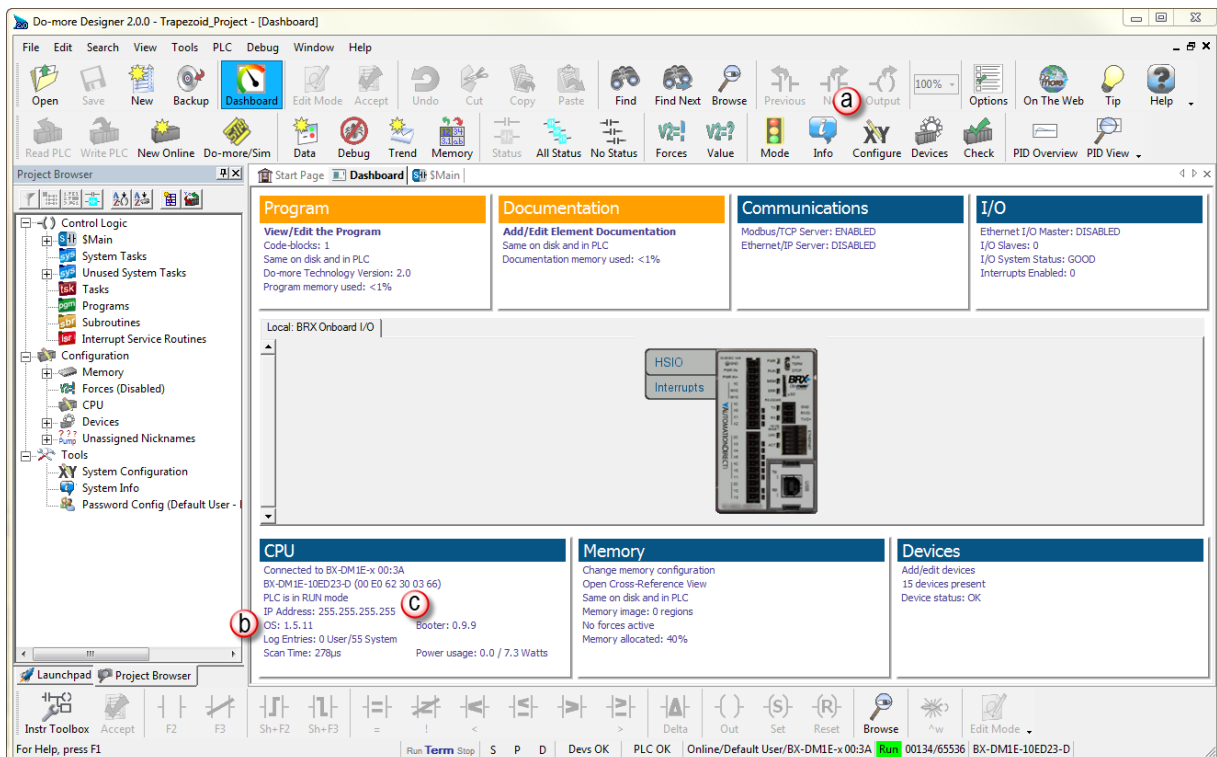 Do-more Designer 2.0.0 - Trapezoid_Project - [Dashboard]
File Edit Search View Tools PLC Debug Window Help
Open Save New Backup Dashboard Edit Mode Accept Undo Cut Copy Paste Find Find Next Browse Previous Output 100% Options On The Web Tip Help
a
Read PLC Write PLC New Online Do-more/Sim Data Debug Trend Memory Status All Status No Status Forces Value Mode Info Configure Devices Check PID Overview PID View
Project Browser
Start Page Dashboard $Main
Control Logic
$Main
System Tasks
Unused System Tasks
Tasks
Programs
Subroutines
Interrupt Service Routines
Configuration
Memory
Forces (Disabled)
CPU
Devices
Unassigned Nicknames
Tools
System Configuration
System Info
Password Config (Default User -
Launchpad Project Browser
Program
View/Edit the Program
Code-blocks: 1
Same on disk and in PLC
Do-more Technology Version: 2.0
Program memory used: <1%
Documentation
Add/Edit Element Documentation
Same on disk and in PLC
Documentation memory used: <1%
Communications
Modbus/TCP Server: ENABLED
Ethernet/IP Server: DISABLED
I/O
Ethernet I/O Master: DISABLED
I/O Slaves: 0
I/O System Status: GOOD
Interrupts Enabled: 0
Local: BRX Onboard I/O
HSIO
Interrupts
BRX
AUTOMATIONDIRECT
CPU
Connected to BX-DM1E-x 00:3A
BX-DM1E-10ED23-D (00 E0 62 30 03 66)
PLC is in RUN mode
IP Address: 255.255.255.255
c
b
OS: 1.5.11 Booter: 0.9.9
Log Entries: 0 User/55 System
Scan Time: 278µs Power usage: 0.0 / 7.3 Watts
Memory
Change memory configuration
Open Cross-Reference View
Same on disk and in PLC
Memory image: 0 regions
No forces active
Memory allocated: 40%
Devices
Add/edit devices
15 devices present
Device status: OK
Instr Toolbox Accept F2 F3 Sh+F2 Sh+F3 = ! < > Delta Out Set Reset Browse ^w Edit Mode
For Help, press F1
Run Term Stop S P D Devs OK PLC OK Online/Default User/BX-DM1E-x 00:3A Run 00134/65536 BX-DM1E-10ED23-D